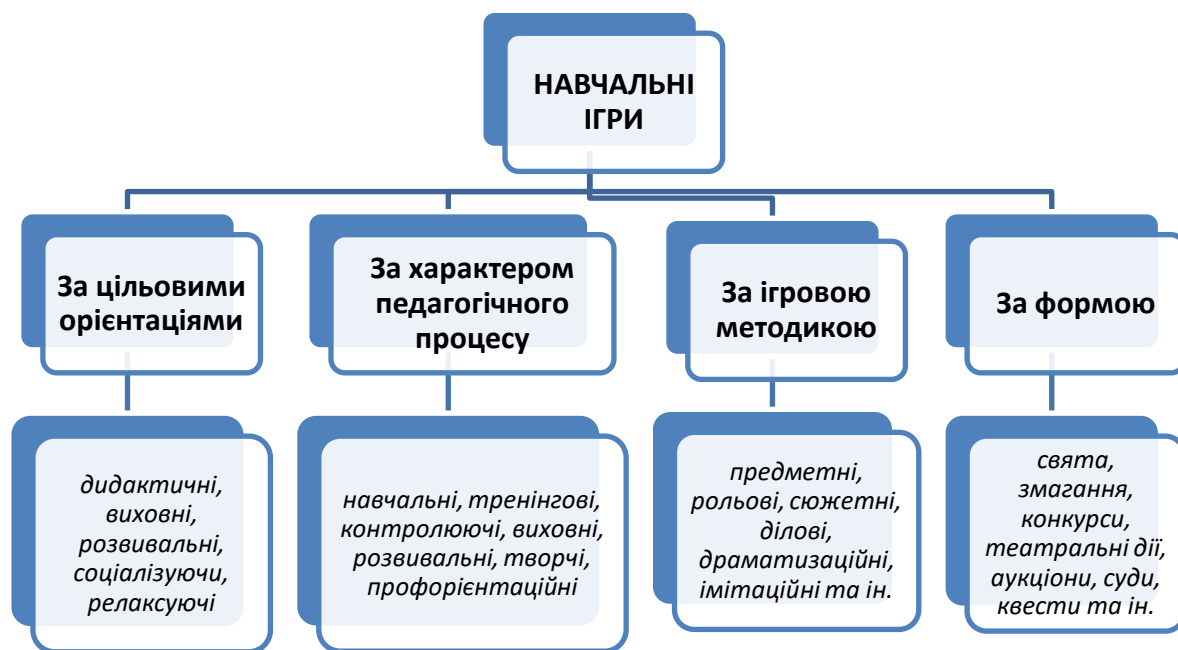 НАВЧАЛЬНІ
ІГРИ
За цільовими
орієнтаціями
За характером
педагогічного
процесу
За ігровою
методикою
За формою
дидактичні,
виховні,
розвивальні,
соціалізуючи,
релаксуючі
навчальні, тренінгові,
контролюючі, виховні,
розвивальні, творчі,
профорієнтаційні
предметні,
рольові, сюжетні,
ділові,
драматизаційні,
імітаційні та ін.
свята,
змагання,
конкурси,
театральні дії,
аукціони, суди,
квести та ін.